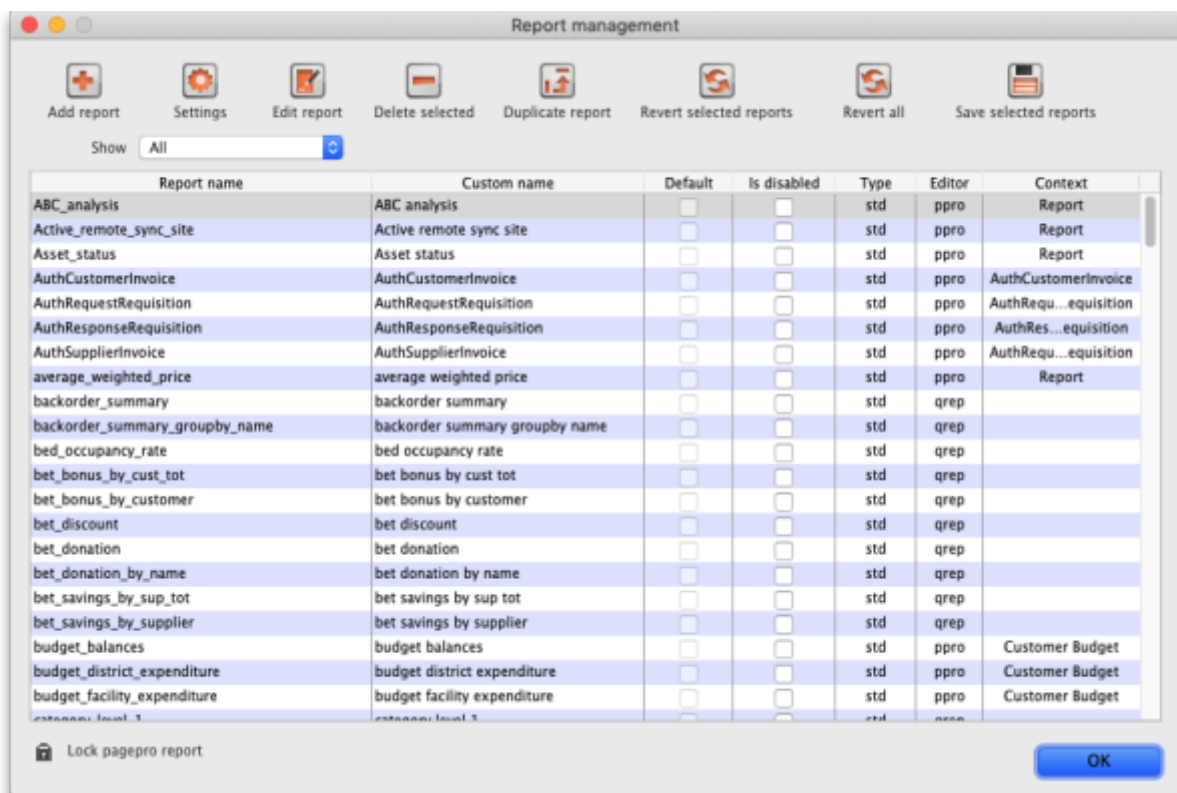 Report management
Add report Settings Edit report Delete selected Duplicate report Revert selected reports Revert all Save selected reports
Show All
Report name Custom name Default Is disabled Type Editor Context
ABC_analysis ABC analysis std ppro Report
Active_remote_sync_site Active remote sync site std ppro Report
Asset_status Asset status std ppro Report
AuthCustomerInvoice AuthCustomerInvoice std ppro AuthCustomerInvoice
AuthRequestRequisition AuthRequestRequisition std ppro AuthRequ...equisition
AuthResponseRequisition AuthResponseRequisition std ppro AuthRes...equisition
AuthSupplierInvoice AuthSupplierInvoice std ppro AuthRequ...equisition
average_weighted_price average weighted price std ppro Report
backorder_summary backorder summary std qrep
backorder_summary_groupby_name backorder summary groupby name std qrep
bed_occupancy_rate bed occupancy rate std qrep
bet_bonus_by_cust_tot bet bonus by cust tot std qrep
bet_bonus_by_customer bet bonus by customer std qrep
bet_discount bet discount std qrep
bet_donation bet donation std qrep
bet_donation_by_name bet donation by name std qrep
bet_savings_by_sup_tot bet savings by sup tot std qrep
bet_savings_by_supplier bet savings by supplier std qrep
budget_balances budget balances std ppro Customer Budget
budget_district_expenditure budget district expenditure std ppro Customer Budget
budget_facility_expenditure budget facility expenditure std ppro Customer Budget
category_level_1 category level 1 std qrep
Lock pagepro report
OK